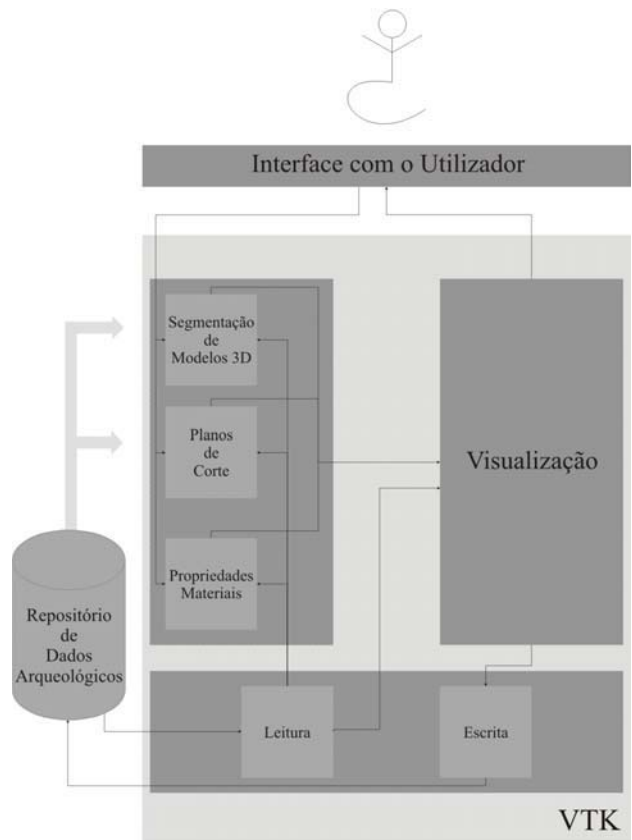 Interface com o Utilizador
Segmentação
de
Modelos 3D
Planos
de
Corte
Propriedades
Materiais
Visualização
Repositório
de
Dados
Arqueológicos
Leitura
Escrita
VTK